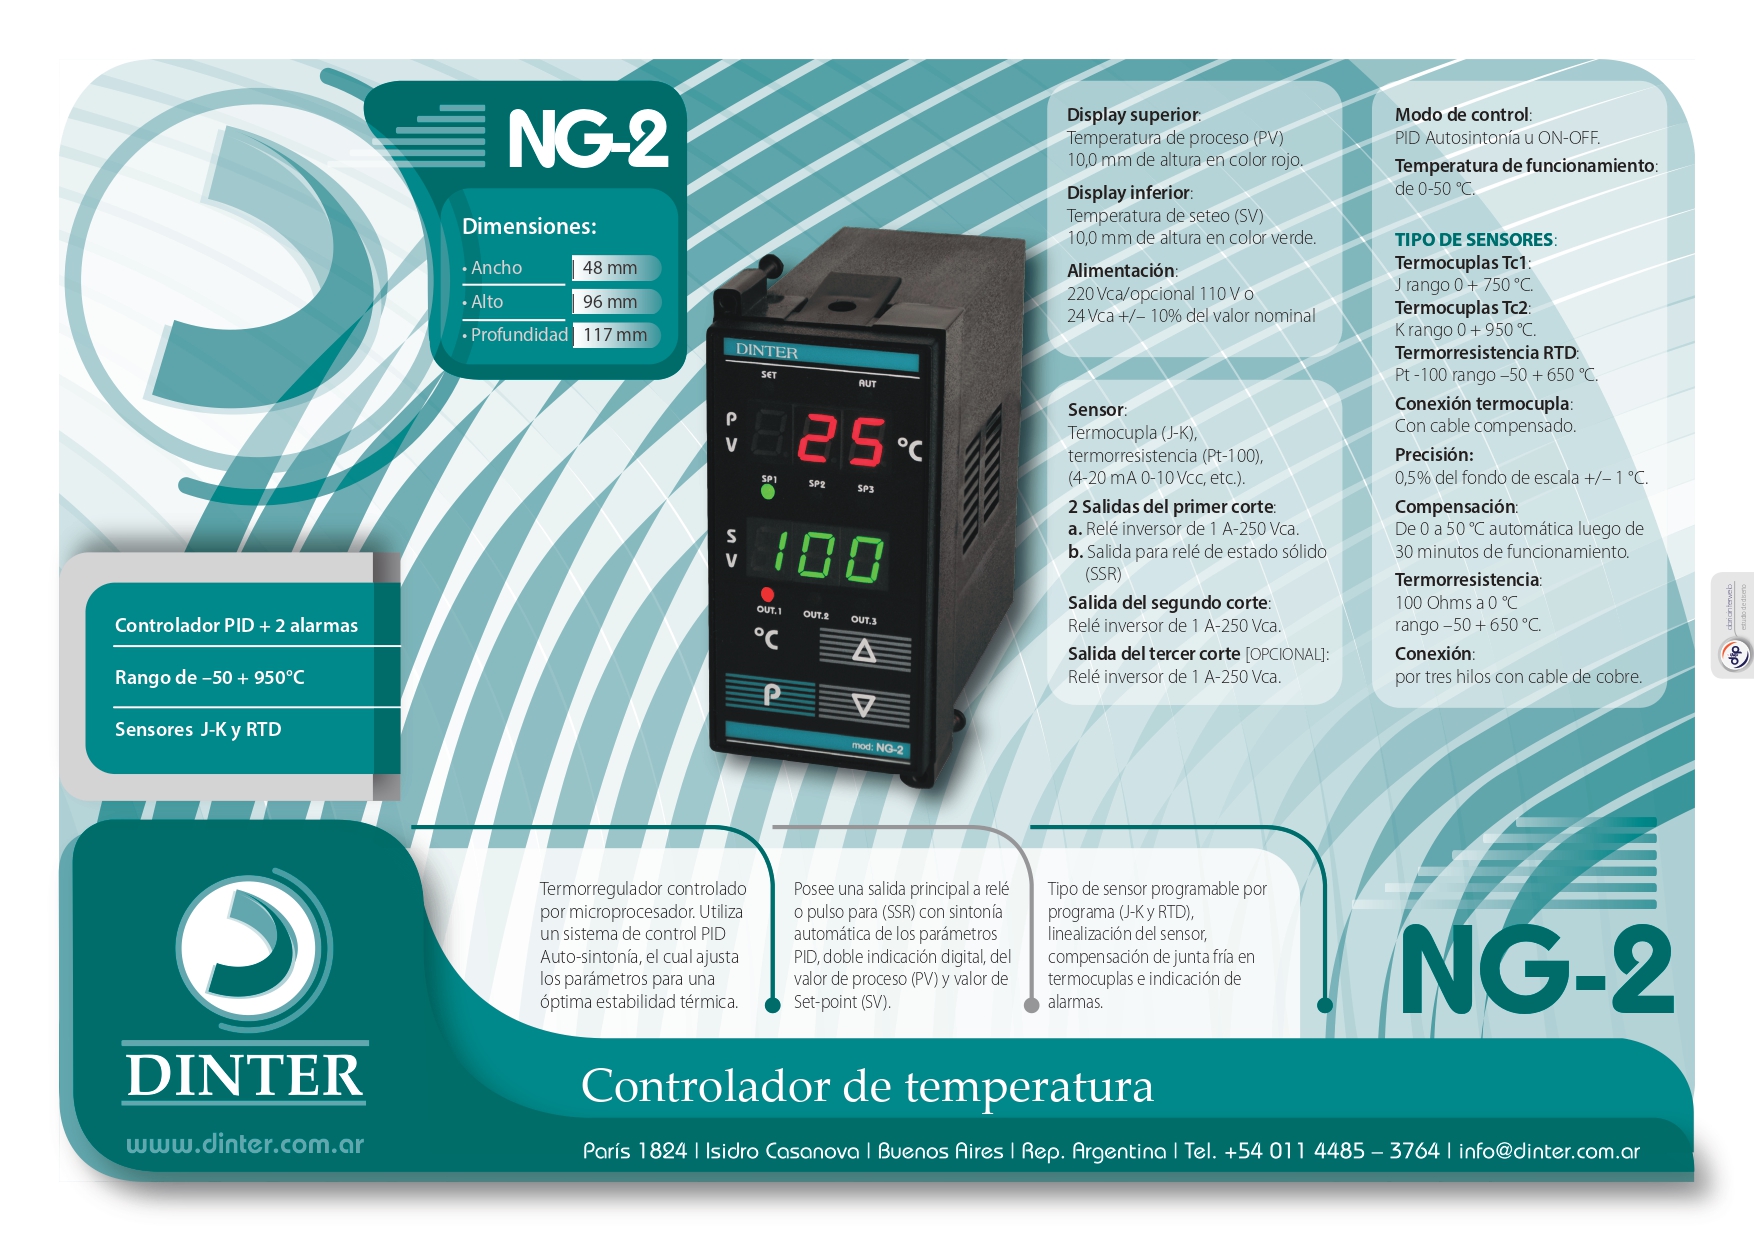 NG-2
Dimensiones:
• Ancho 48 mm
• Alto 96 mm
• Profundidad 117 mm
Controlador PID + 2 alarmas
Rango de –50 + 950°C
Sensores J-K y RTD
DINTER
SET AUT
P
V
25 °C
SP1 SP2 SP3
S
V
100
OUT.1 OUT.2 OUT.3
°C
P
mod: NG-2
Display superior:
Temperatura de proceso (PV)
10,0 mm de altura en color rojo.
Display inferior:
Temperatura de seteo (SV)
10,0 mm de altura en color verde.
Alimentación:
220 Vca/opcional 110 V o
24 Vca +/– 10% del valor nominal
Sensor:
Termocupla (J-K),
termorresistencia (Pt-100),
(4-20 mA 0-10 Vcc, etc.).
2 Salidas del primer corte:
a. Relé inversor de 1 A-250 Vca.
b. Salida para relé de estado sólido
(SSR)
Salida del segundo corte:
Relé inversor de 1 A-250 Vca.
Salida del tercer corte [OPCIONAL]:
Relé inversor de 1 A-250 Vca.
Modo de control:
PID Autosintonía u ON-OFF.
Temperatura de funcionamiento:
de 0-50 °C.
TIPO DE SENSORES:
Termocuplas Tc1:
J rango 0 + 750 °C.
Termocuplas Tc2:
K rango 0 + 950 °C.
Termorresistencia RTD:
Pt -100 rango –50 + 650 °C.
Conexión termocupla:
Con cable compensado.
Precisión:
0,5% del fondo de escala +/– 1 °C.
Compensación:
De 0 a 50 °C automática luego de
30 minutos de funcionamiento.
Termorresistencia:
100 Ohms a 0 °C
rango –50 + 650 °C.
Conexión:
por tres hilos con cable de cobre.
Termorregulador controlado
por microprocesador. Utiliza
un sistema de control PID
Auto-sintonía, el cual ajusta
los parámetros para una
óptima estabilidad térmica.
Posee una salida principal a relé
o pulso para (SSR) con sintonía
automática de los parámetros
PID, doble indicación digital, del
valor de proceso (PV) y valor de
Set-point (SV).
Tipo de sensor programable por
programa (J-K y RTD),
linealización del sensor,
compensación de junta fría en
termocuplas e indicación de
alarmas.
NG-2
DINTER
www.dinter.com.ar
Controlador de temperatura
París 1824 | Isidro Casanova | Buenos Aires | Rep. Argentina | Tel. +54 011 4485 – 3764 | info@dinter.com.ar